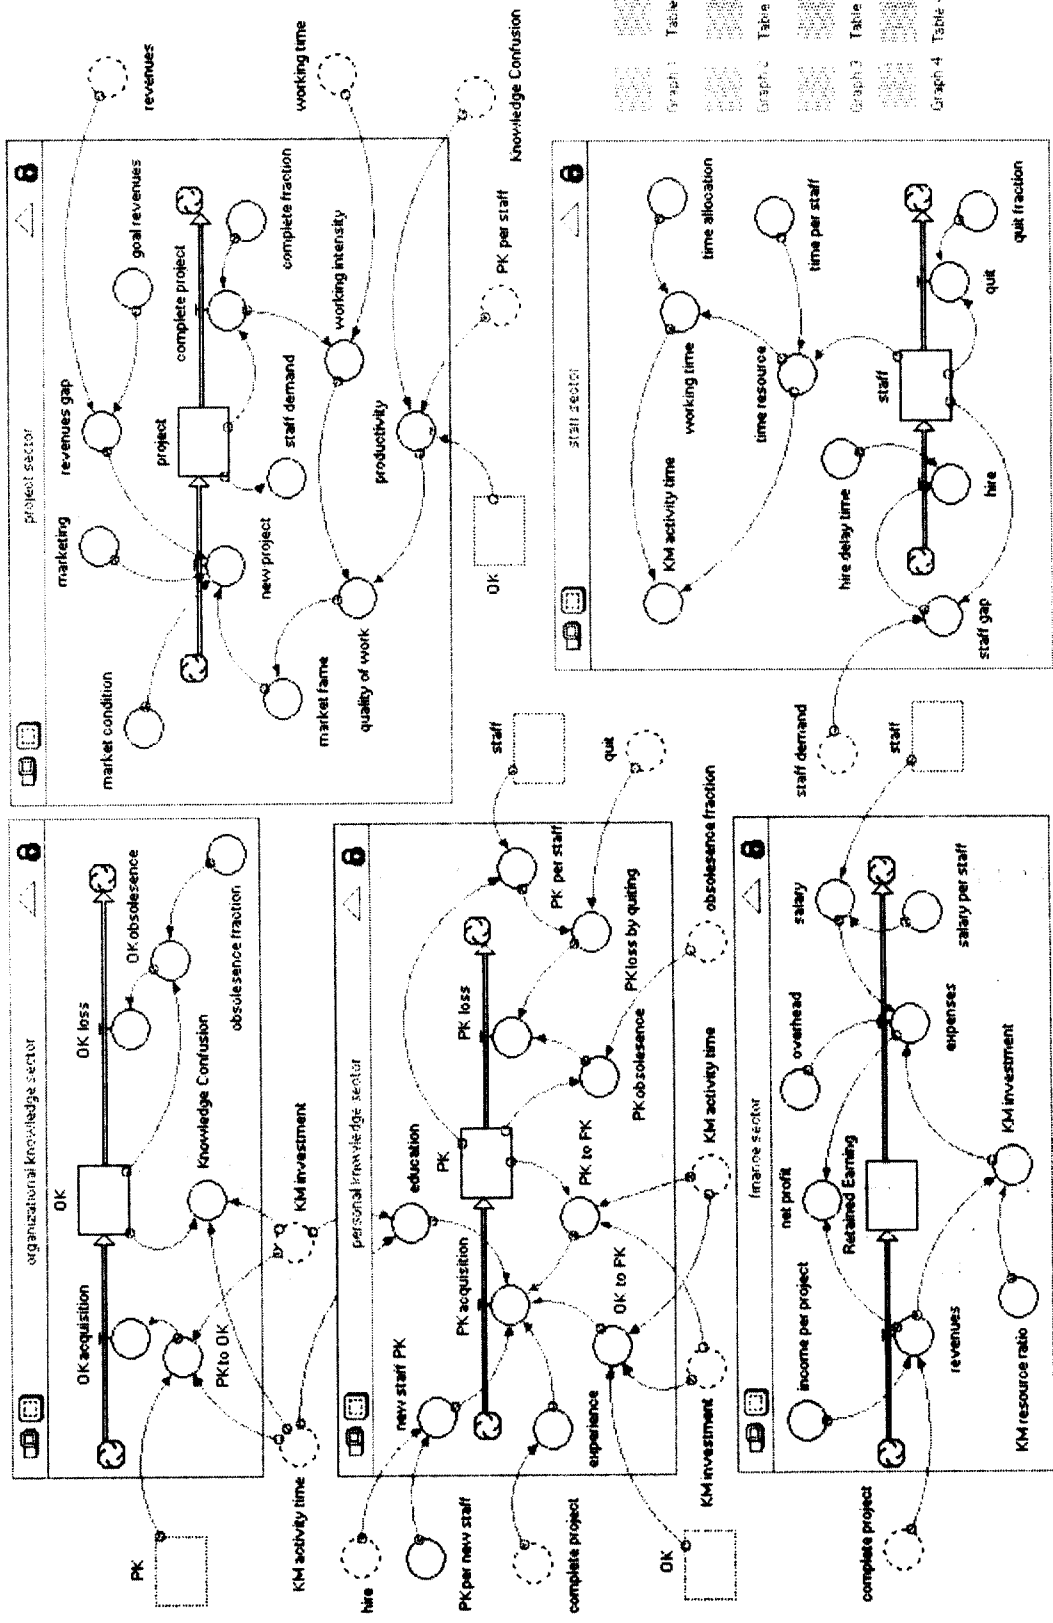 organizational knowledge sector
OK
OK acquisition
OK loss
OK obsolesence
obsolesence fraction
Knowledge Confusion
PK to OK
KM investment
KM activity time
PK
project sector
market condition
marketing
revenues gap
goal revenues
revenues
project
complete project
complete fraction
new project
staff demand
working intensity
working time
market fame
quality of work
productivity
Knowledge Confusion
PK per staff
OK
personal knowledge sector
new staff PK
education
PK
PK acquisition
PK loss
PK per staff
staff
quit
PK loss by quiting
PK obsolesence
obsolesence fraction
PK to PK
OK to PK
experience
hire
PK per new staff
complete project
OK
KM investment
KM activity time
staff sector
time allocation
KM activity time
working time
time resource
time per staff
hire delay time
staff
hire
quit
quit fraction
staff gap
staff demand
finance sector
income per project
net profit
overhead
salary
staff
Retained Earning
salary per staff
expenses
revenues
KM investment
KM resource ratio
complete project
Graph 1
Table
Graph 2
Table
Graph 3
Table
Graph 4
Table